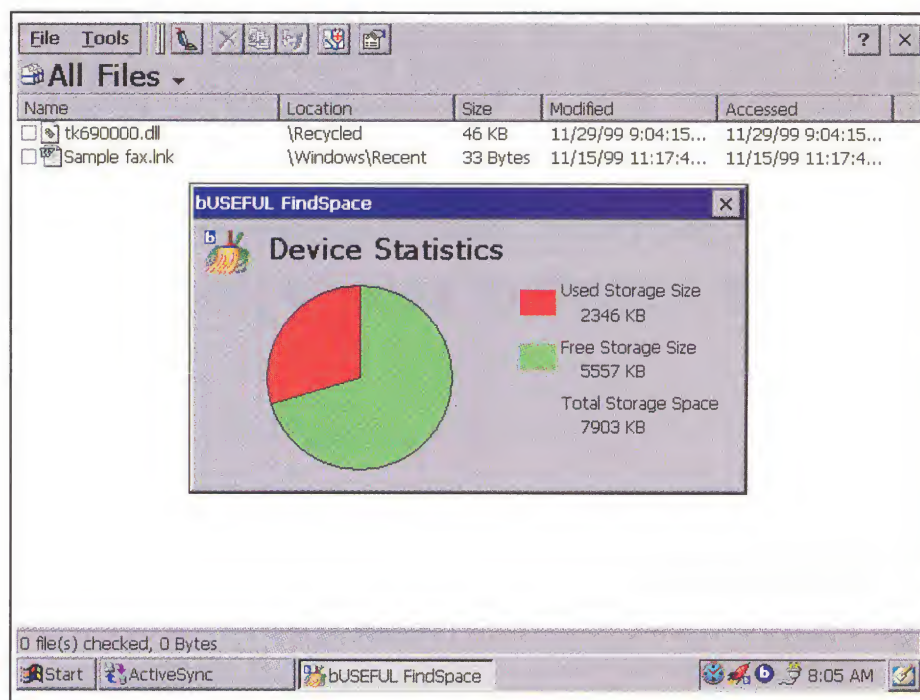 File Tools ? ×
All Files
Name Location Size Modified Accessed
tk690000.dll \Recycled 46 KB 11/29/99 9:04:15... 11/29/99 9:04:15...
Sample fax.lnk \Windows\Recent 33 Bytes 11/15/99 11:17:4... 11/15/99 11:17:4...
bUSEFUL FindSpace
b Device Statistics
Used Storage Size
2346 KB
Free Storage Size
5557 KB
Total Storage Space
7903 KB
0 file(s) checked, 0 Bytes
Start ActiveSync bUSEFUL FindSpace b 8:05 AM